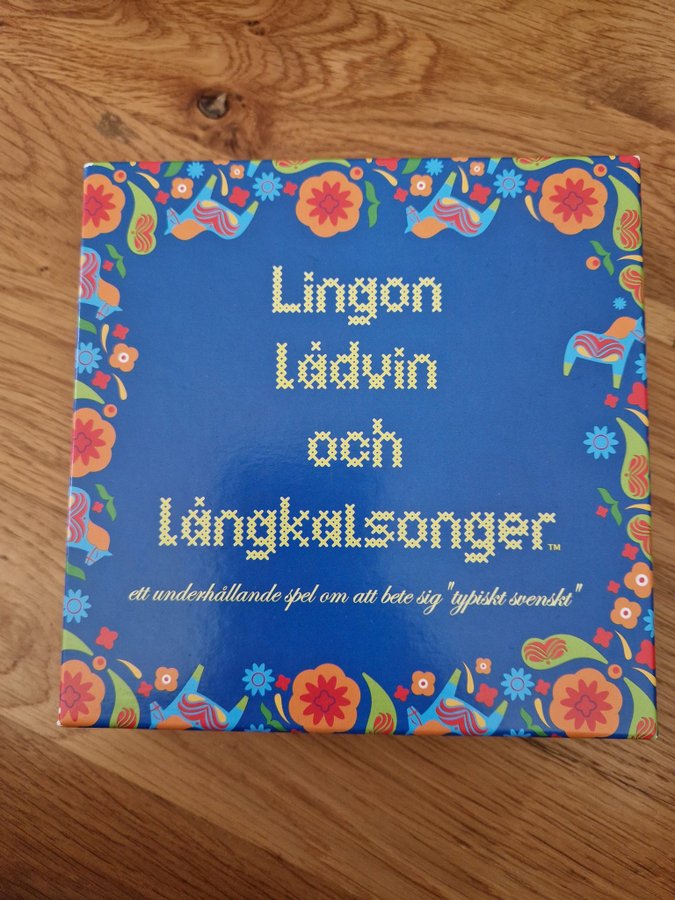 Lingon
lådvin
och
långkalsonger™
ett underhållande spel om att bete sig "typiskt svenskt"